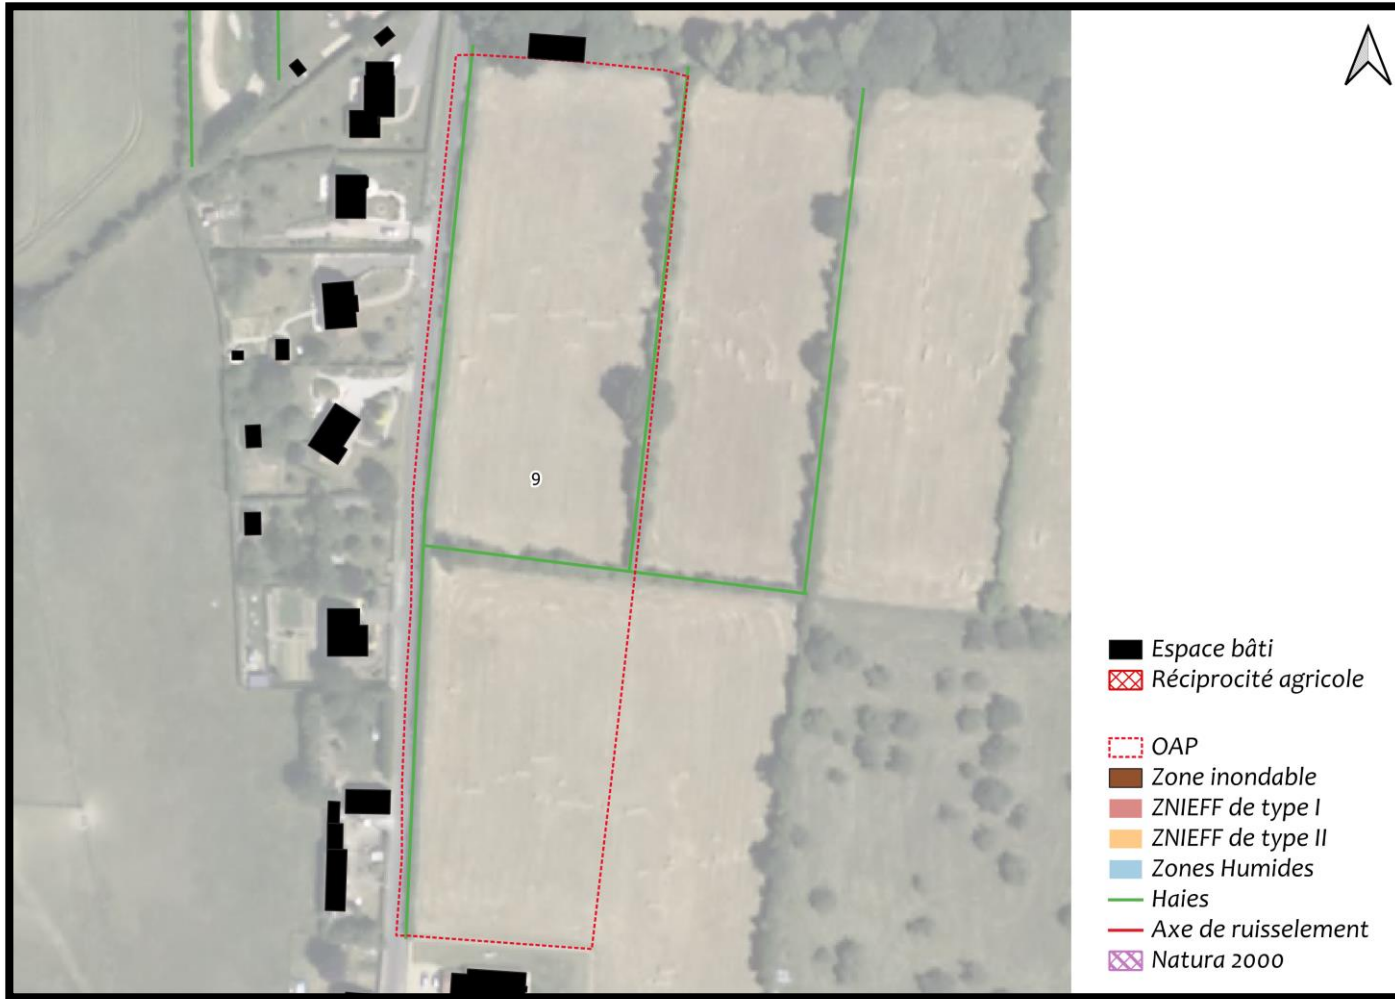 9
Espace bâti
Réciprocité agricole
OAP
Zone inondable
ZNIEFF de type I
ZNIEFF de type II
Zones Humides
Haies
Axe de ruisselement
Natura 2000